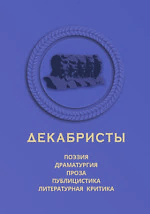 ДЕКАБРИСТЫ
ПОЭЗИЯ
ДРАМАТУРГИЯ
ПРОЗА
ПУБЛИЦИСТИКА
ЛИТЕРАТУРНАЯ КРИТИКА